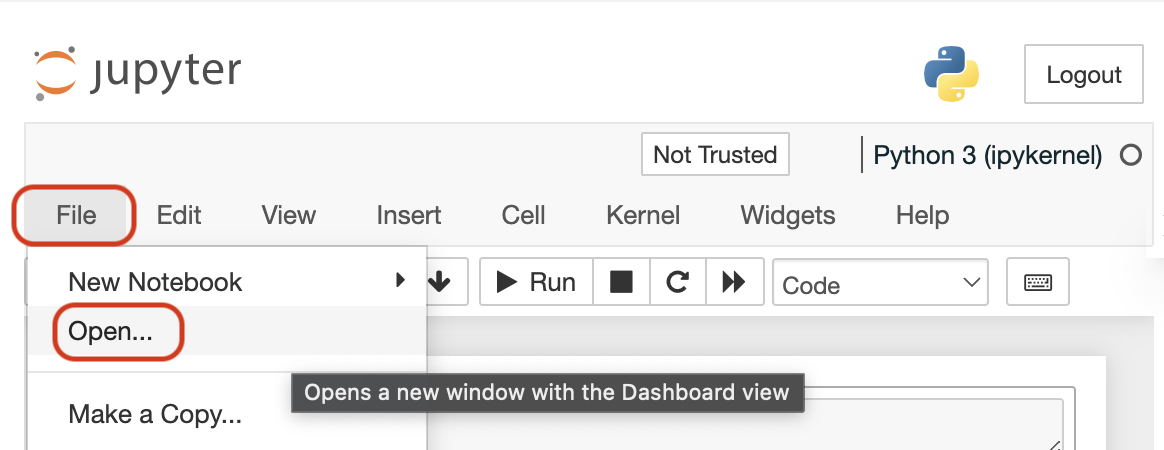 jupyter
Logout
Not Trusted
Python 3 (ipykernel)
File Edit View Insert Cell Kernel Widgets Help
New Notebook
Run
Code
Open...
Opens a new window with the Dashboard view
Make a Copy...